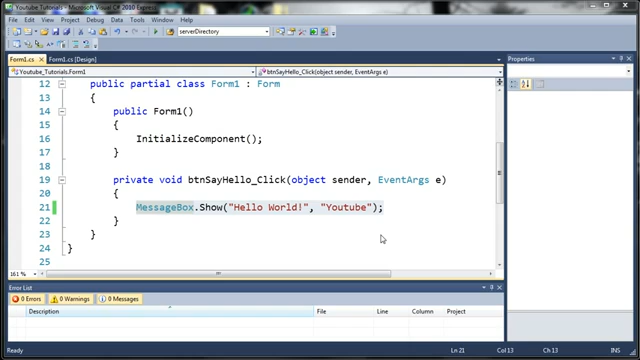 Youtube Tutorials - Microsoft Visual C# 2010 Express
File Edit View Project Debug Data Tools Window Help
serverDirectory
Form1.cs Form1.cs [Design]
Youtube_Tutorials.Form1 btnSayHello_Click(object sender, EventArgs e)
12 public partial class Form1 : Form
13 {
14 public Form1()
15 {
16 InitializeComponent();
17 }
18
19 private void btnSayHello_Click(object sender, EventArgs e)
20 {
21 MessageBox.Show("Hello World!", "Youtube");
22 }
23 }
24 }
25
161 %
Properties
Error List
0 Errors 0 Warnings 0 Messages
Description File Line Column Project
Ready Ln 21 Col 13 Ch 13 INS